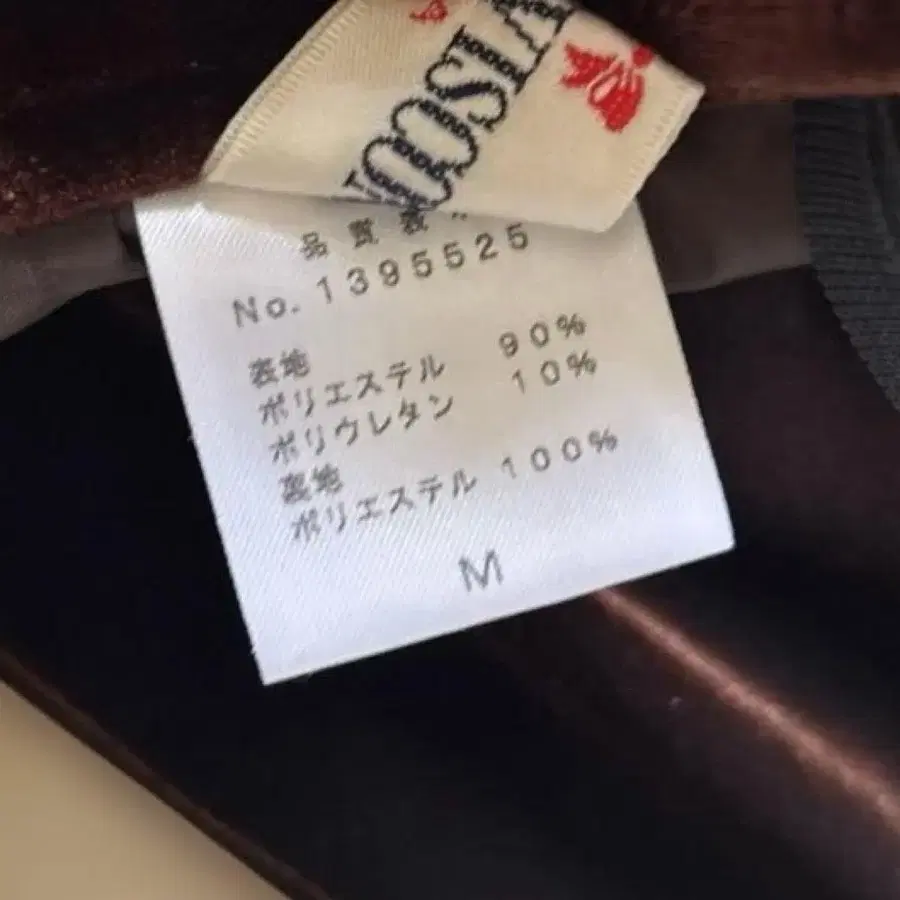 品質表
No. 1395525
表地
ポリエステル 90%
ポリウレタン 10%
裏地
ポリエステル 100%
M